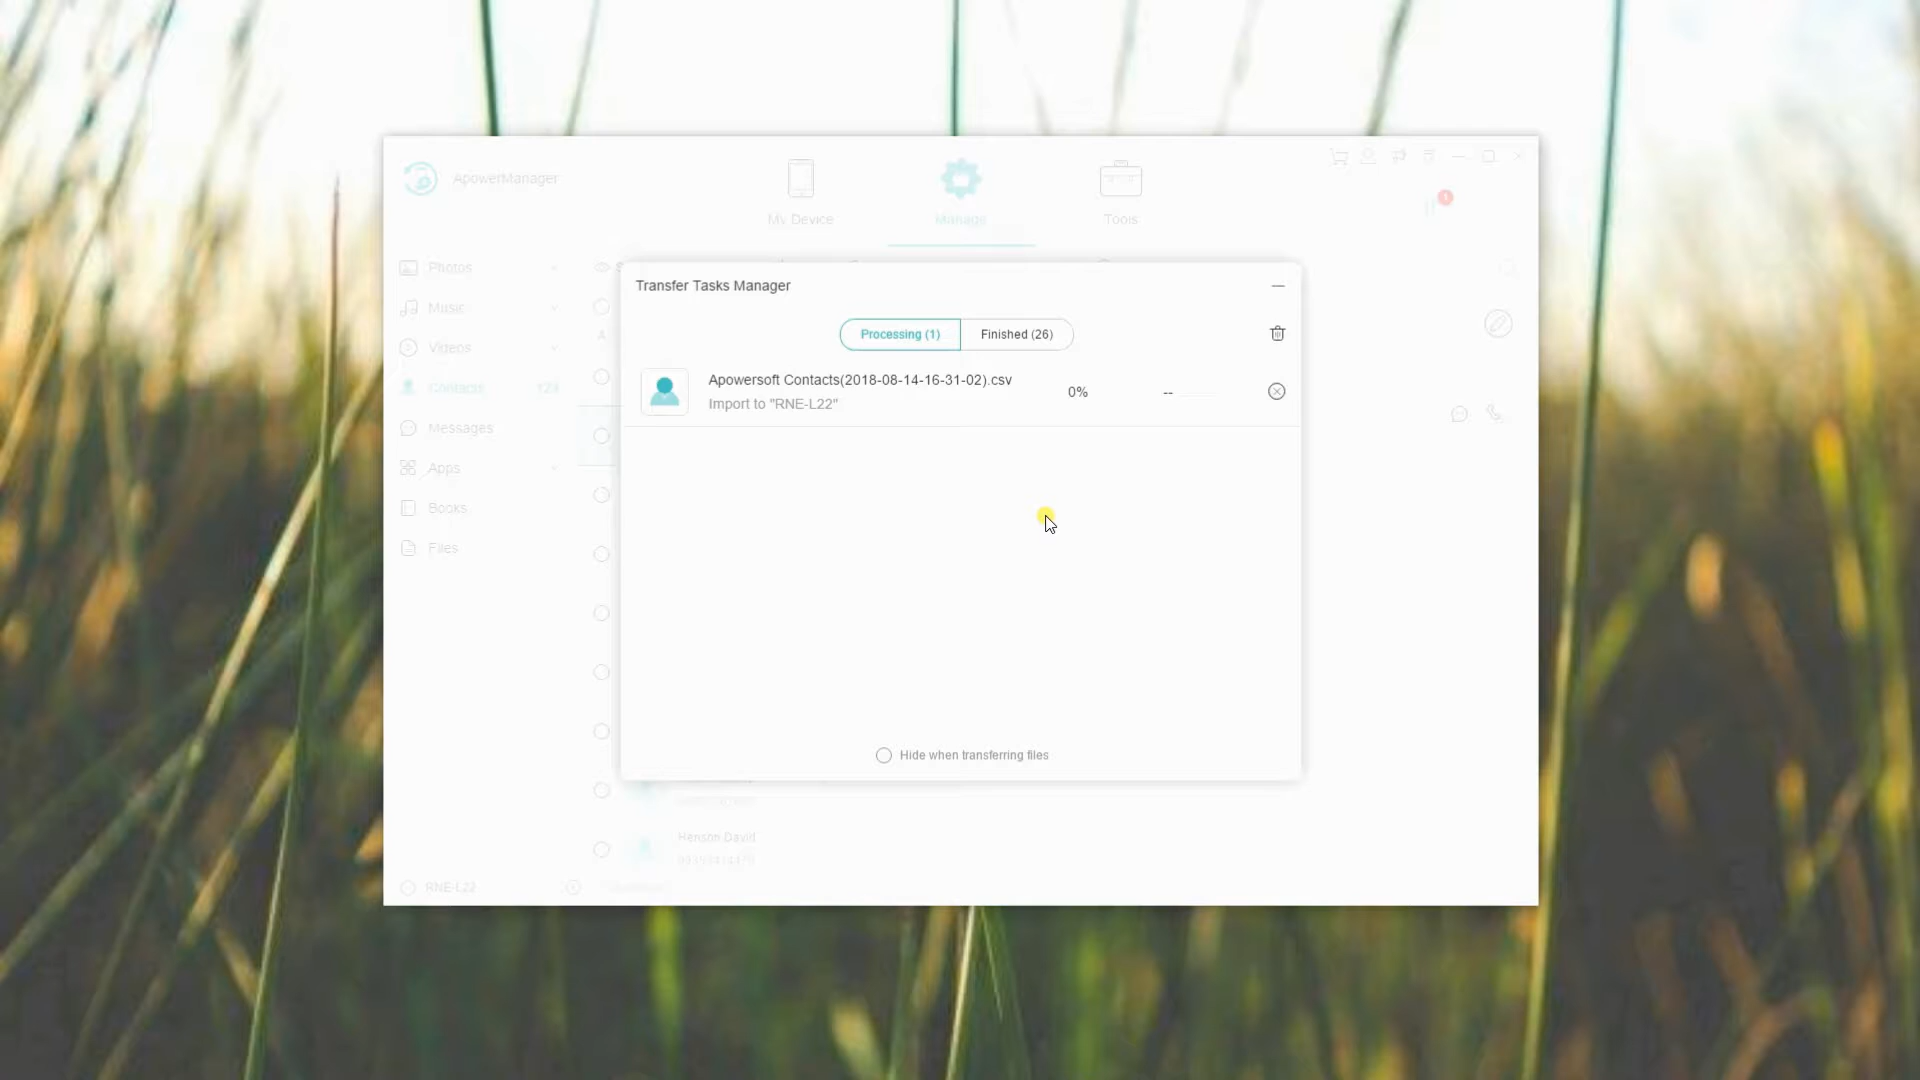 ApowerManager
My Device
Manage
Tools
1
Photos
Music
Videos
Contacts 123
Messages
Apps
Books
Files
Transfer Tasks Manager
Processing (1)
Finished (26)
Apowersoft Contacts(2018-08-14-16-31-02).csv
Import to "RNE-L22"
0%
--
Hide when transferring files
Henson David
RNE-L22